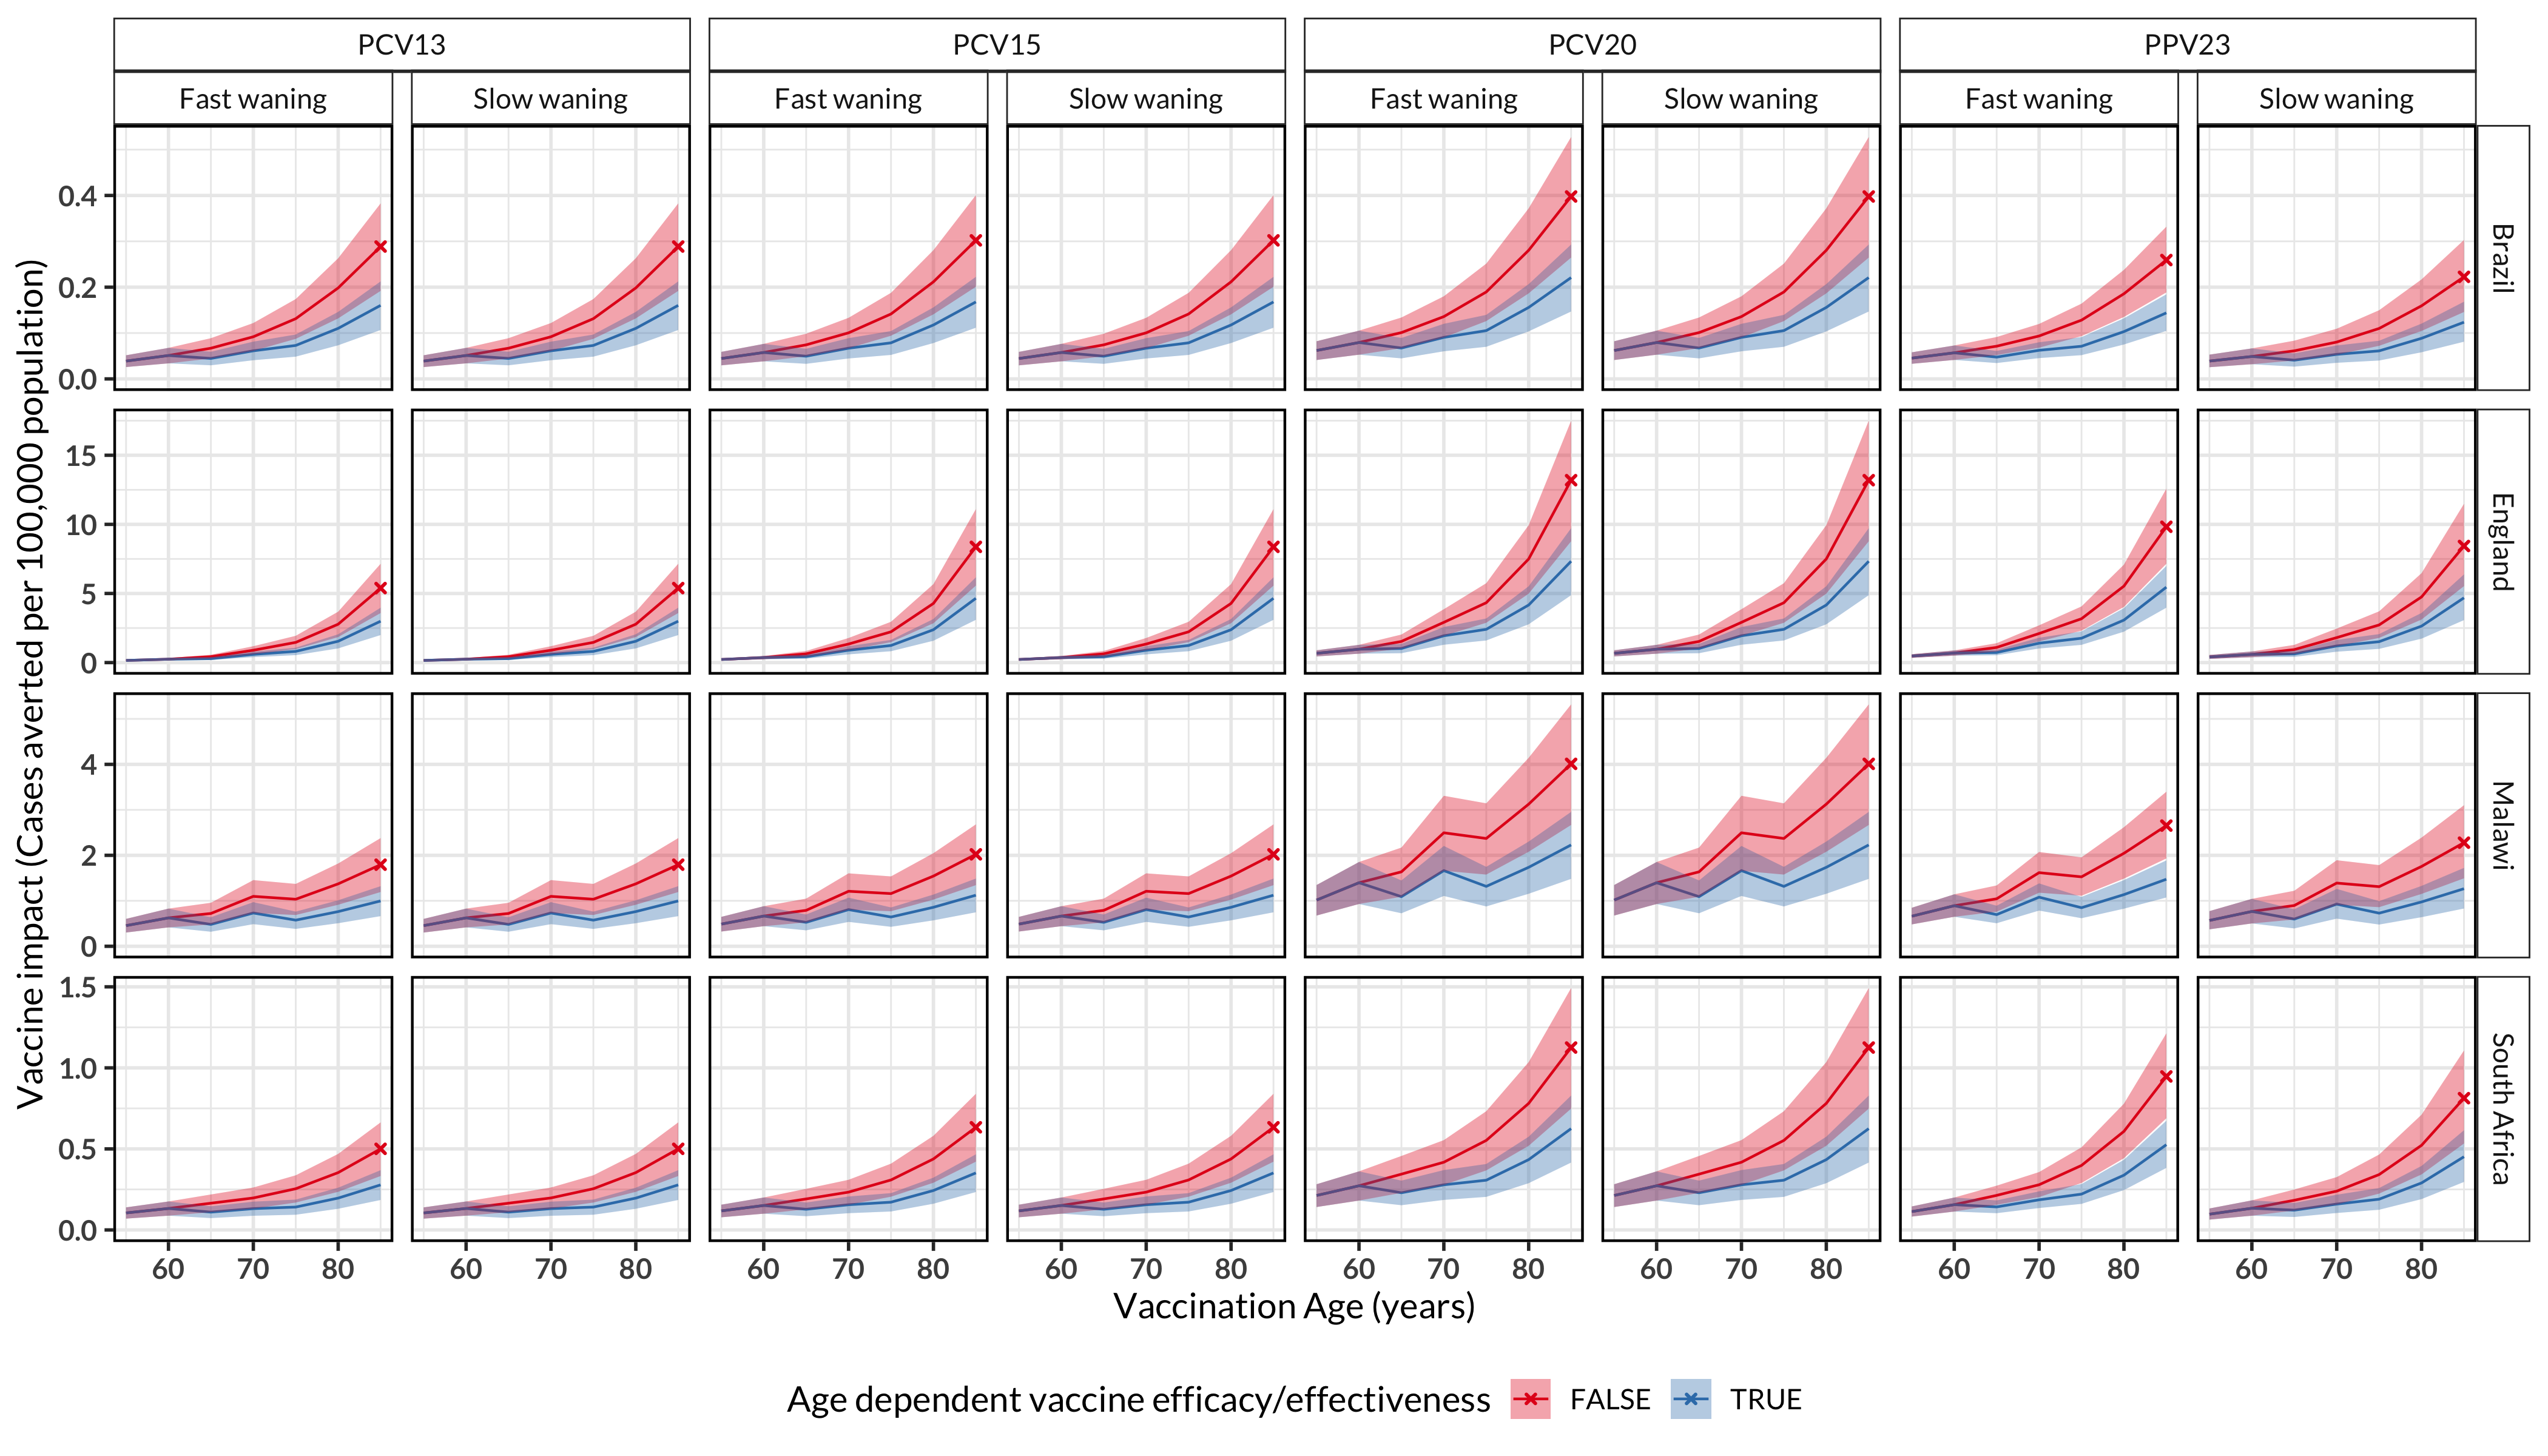 PCV13 PCV15 PCV20 PPV23
Fast waning Slow waning Fast waning Slow waning Fast waning Slow waning Fast waning Slow waning
Vaccine impact (Cases averted per 100,000 population)
0.4
0.2
0.0
Brazil
15
10
5
0
England
4
2
0
Malawi
1.5
1.0
0.5
0.0
South Africa
60 70 80 60 70 80 60 70 80 60 70 80 60 70 80 60 70 80 60 70 80 60 70 80
Vaccination Age (years)
Age dependent vaccine efficacy/effectiveness FALSE TRUE